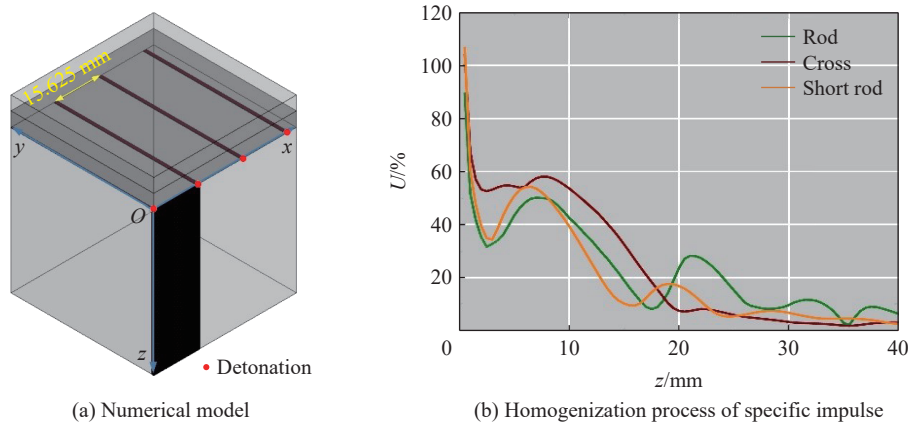 15.625 mm
y
x
O
z
Detonation
(a) Numerical model
120
100
80
60
40
20
0
10
20
30
40
U/%
z/mm
Rod
Cross
Short rod
(b) Homogenization process of specific impulse